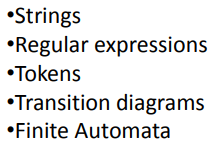 •Strings
•Regular expressions
•Tokens
•Transition diagrams
•Finite Automata